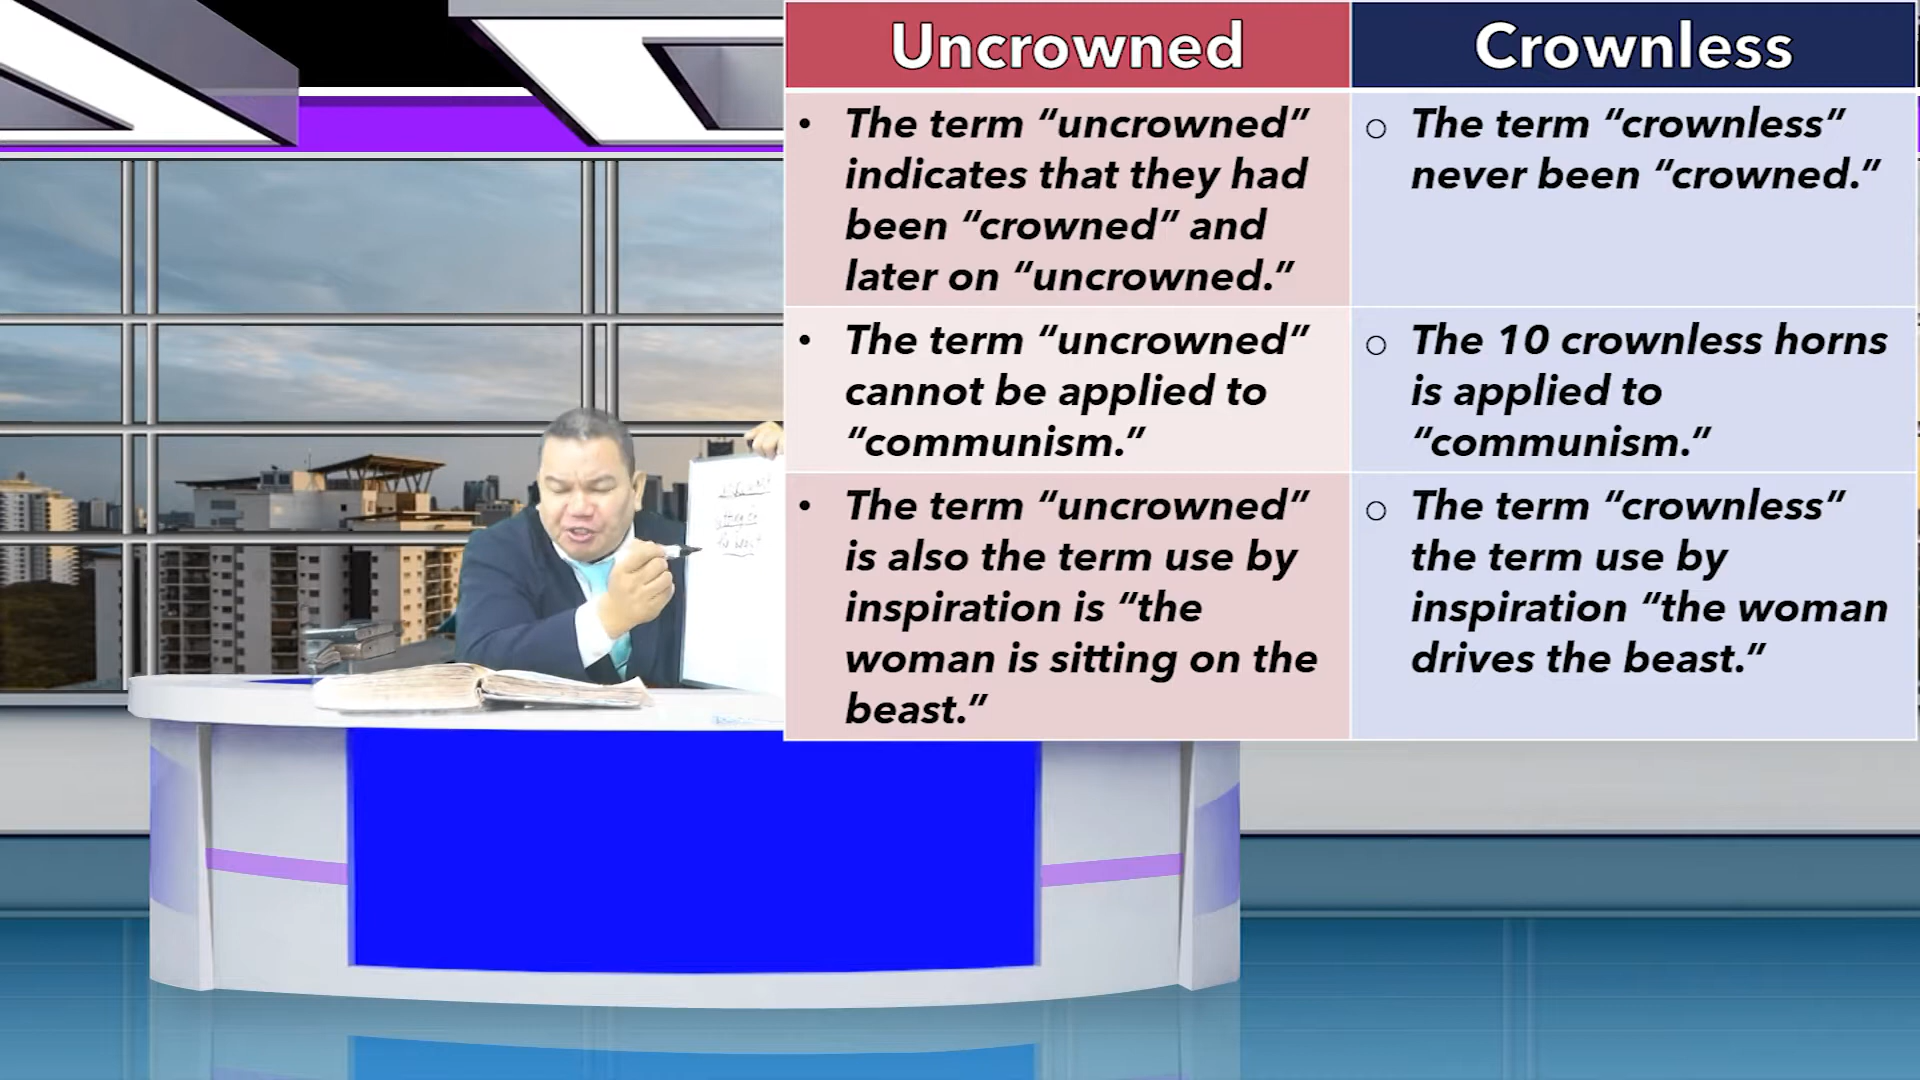 Uncrowned
Crownless
• The term “uncrowned”
indicates that they had
been “crowned” and
later on “uncrowned.”
○ The term “crownless”
never been “crowned.”
• The term “uncrowned”
cannot be applied to
“communism.”
○ The 10 crownless horns
is applied to
“communism.”
• The term “uncrowned”
is also the term use by
inspiration is “the
woman is sitting on the
beast.”
○ The term “crownless”
the term use by
inspiration “the woman
drives the beast.”